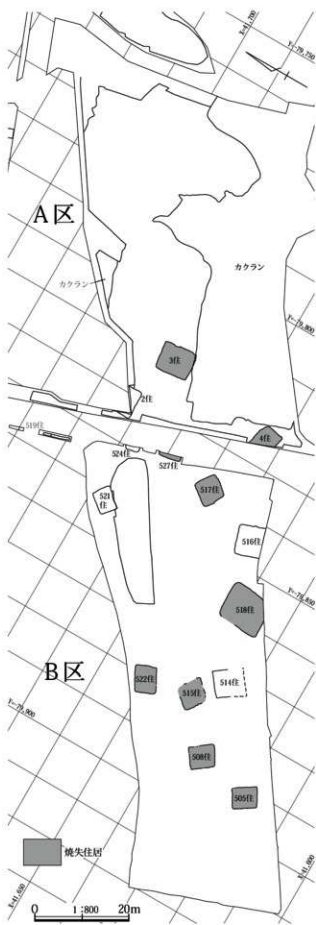 X=41,700
Y=-79,750
A区
カクラン
カクラン
Y=-79,800
3住
2住
4住
519住
524住
527住
521
住
517住
516住
518住
Y=-79,850
B区
522住
515住
514住
Y=-79,900
508住
505住
焼失住居
X=41,650
X=41,600
0
1:800
20m